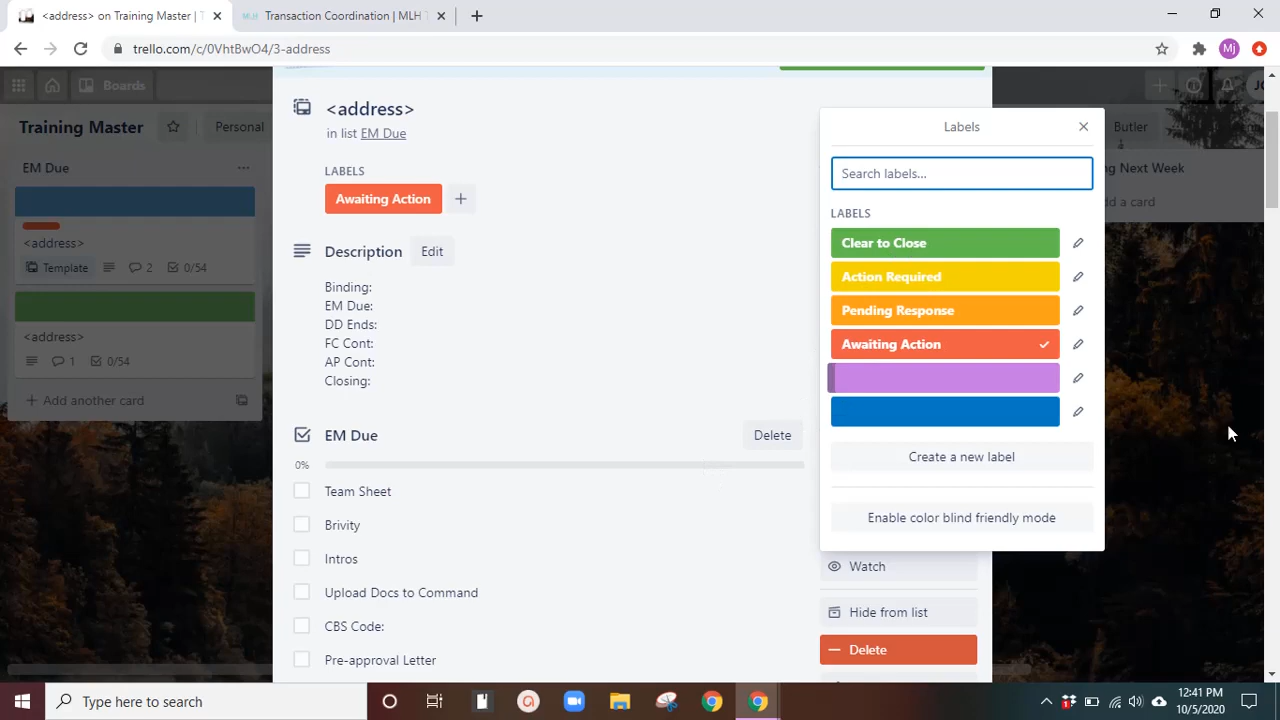 <address> on Training Master | T
Transaction Coordination | MLH T
Mj
trello.com/c/0VhtBwO4/3-address
Boards
JC
Training Master
Personal
Butler
<address>
in list EM Due
Labels
EM Due
ng Next Week
LABELS
Search labels...
Awaiting Action
LABELS
dd a card
<address>
Clear to Close
Template
2
0/54
Description
Edit
Action Required
Binding:
EM Due:
Pending Response
DD Ends:
<address>
FC Cont:
Awaiting Action
1
0/54
AP Cont:
Closing:
Add another card
EM Due
Delete
Create a new label
0%
Team Sheet
Enable color blind friendly mode
Brivity
Intros
Watch
Upload Docs to Command
Hide from list
CBS Code:
Delete
Pre-approval Letter
Type here to search
12:41 PM
10/5/2020